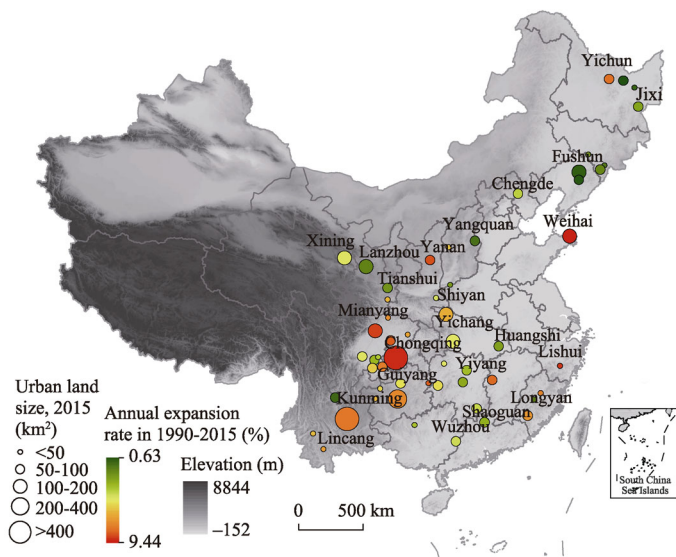 Yichun
Jixi
Fushun
Chengde
Weihai
Yangquan
Xining
Lanzhou
Yanan
Tianshui
Shiyan
Mianyang
Yichang
Huangshi
Chongqing
Lishui
Yiyang
Guiyang
Longyan
Kunming
Shaoguan
Wuzhou
Lincang
Urban land
size, 2015
(km²)
<50
50-100
100-200
200-400
>400
Annual expansion
rate in 1990-2015 (%)
0.63
9.44
Elevation (m)
8844
−152
0 500 km
South China
Sea Islands